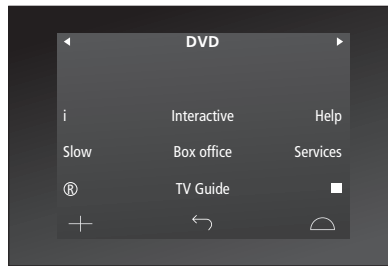 DVD
i Interactive Help
Slow Box office Services
® TV Guide